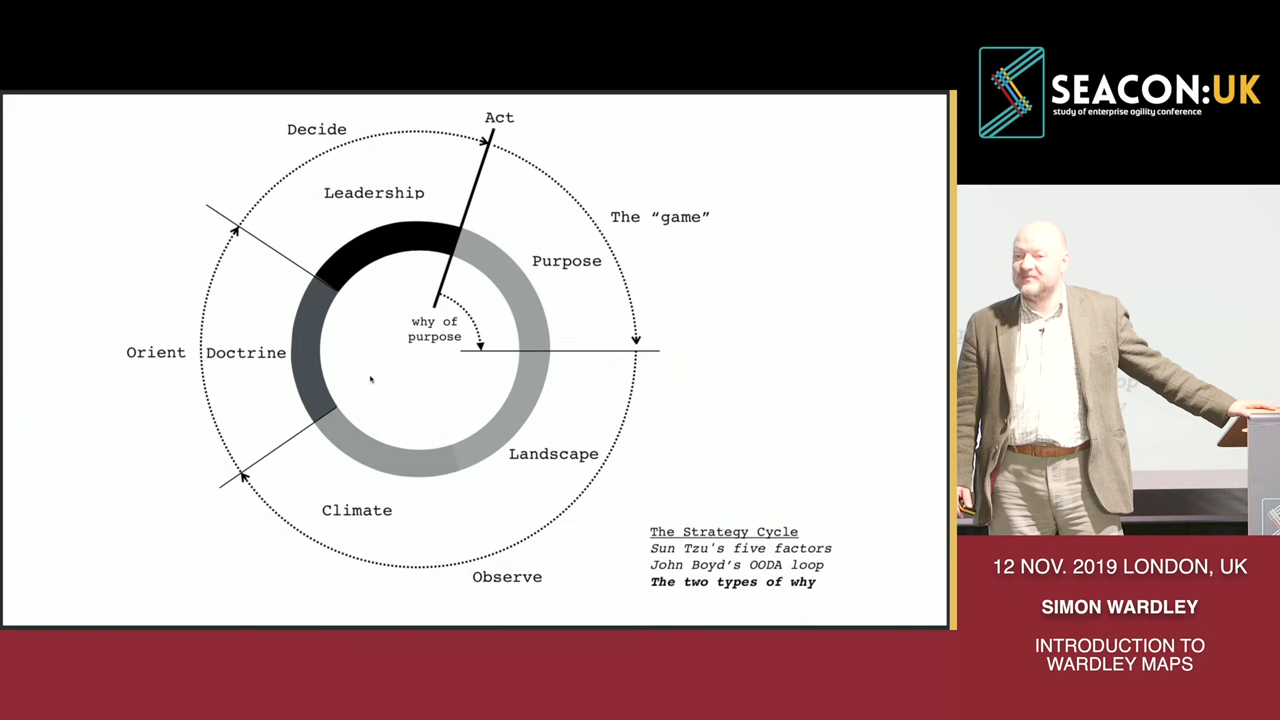 Act
Decide
Leadership
The “game”
Purpose
why of
purpose
Orient
Doctrine
Landscape
Climate
Observe
The Strategy Cycle
Sun Tzu's five factors
John Boyd’s OODA loop
The two types of why
SEACON:UK
study of enterprise agility conference
12 NOV. 2019 LONDON, UK
SIMON WARDLEY
INTRODUCTION TO
WARDLEY MAPS